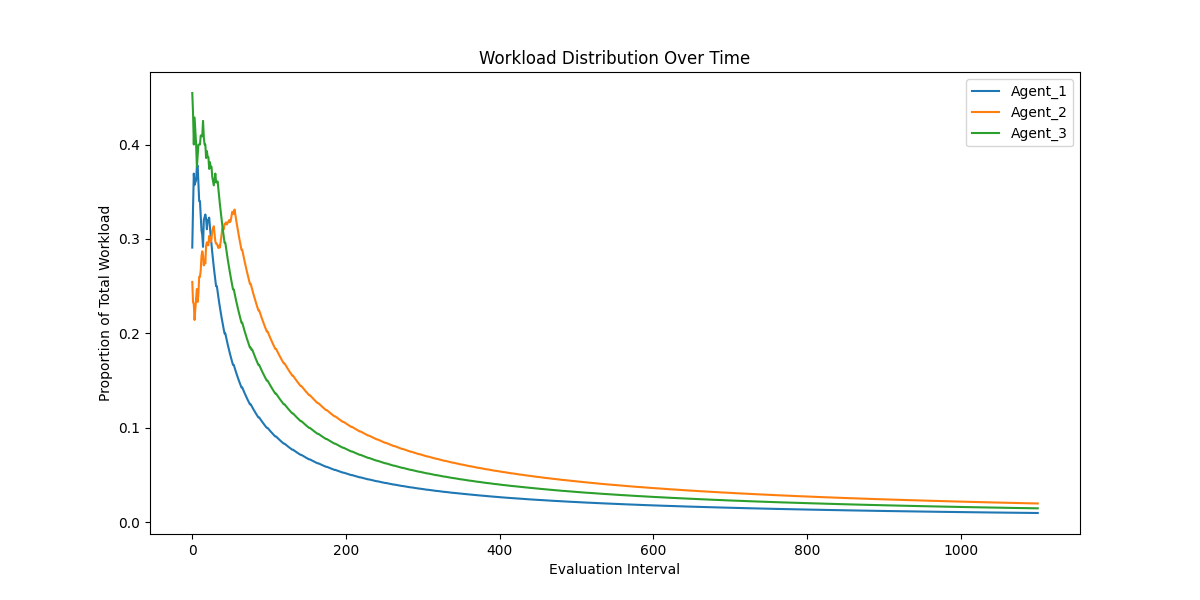 Workload Distribution Over Time
Agent_1
Agent_2
Agent_3
0.4
0.3
0.2
0.1
0.0
Proportion of Total Workload
0 200 400 600 800 1000
Evaluation Interval